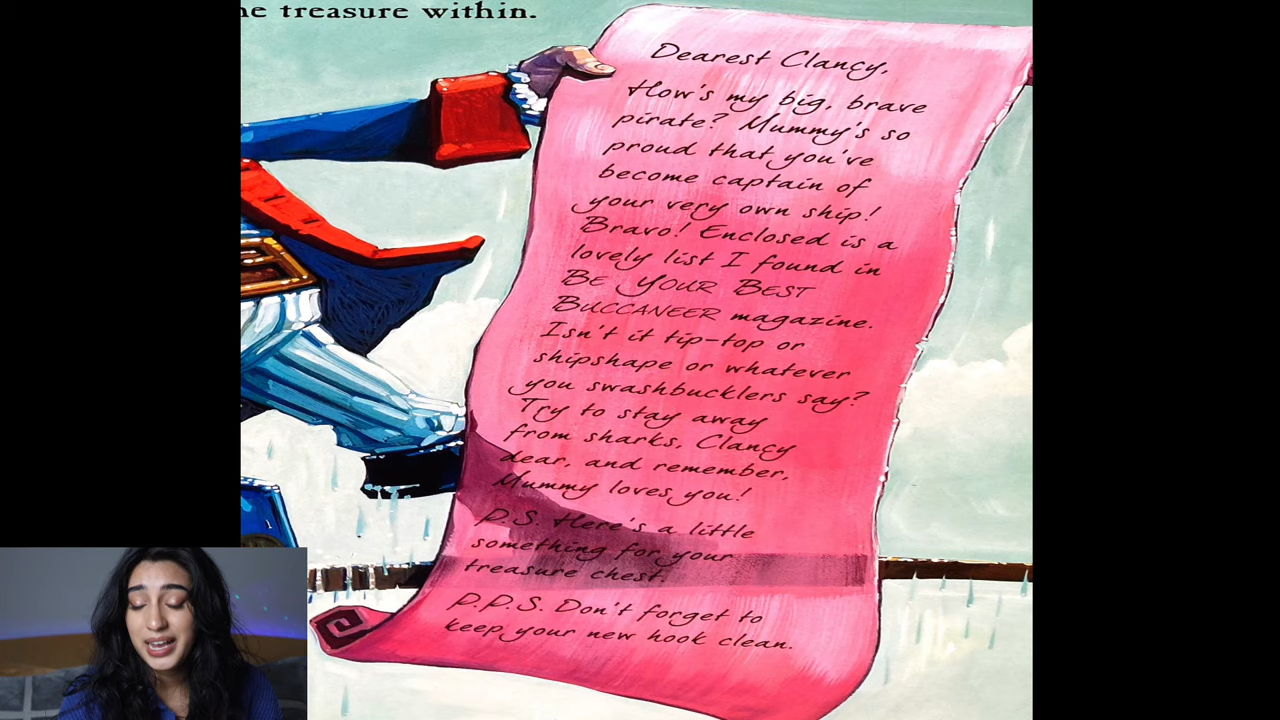 he treasure within.
Dearest Clancy,
How's my big, brave
pirate? Mummy's so
proud that you've
become captain of
your very own ship!
Bravo! Enclosed is a
lovely list I found in
BE YOUR BEST
BUCCANEER magazine.
Isn't it tip-top or
shipshape or whatever
you swashbucklers say?
Try to stay away
from sharks, Clancy
dear, and remember,
Mummy loves you!
P.S. Here's a little
something for your
treasure chest.
P.P.S. Don't forget to
keep your new hook clean.